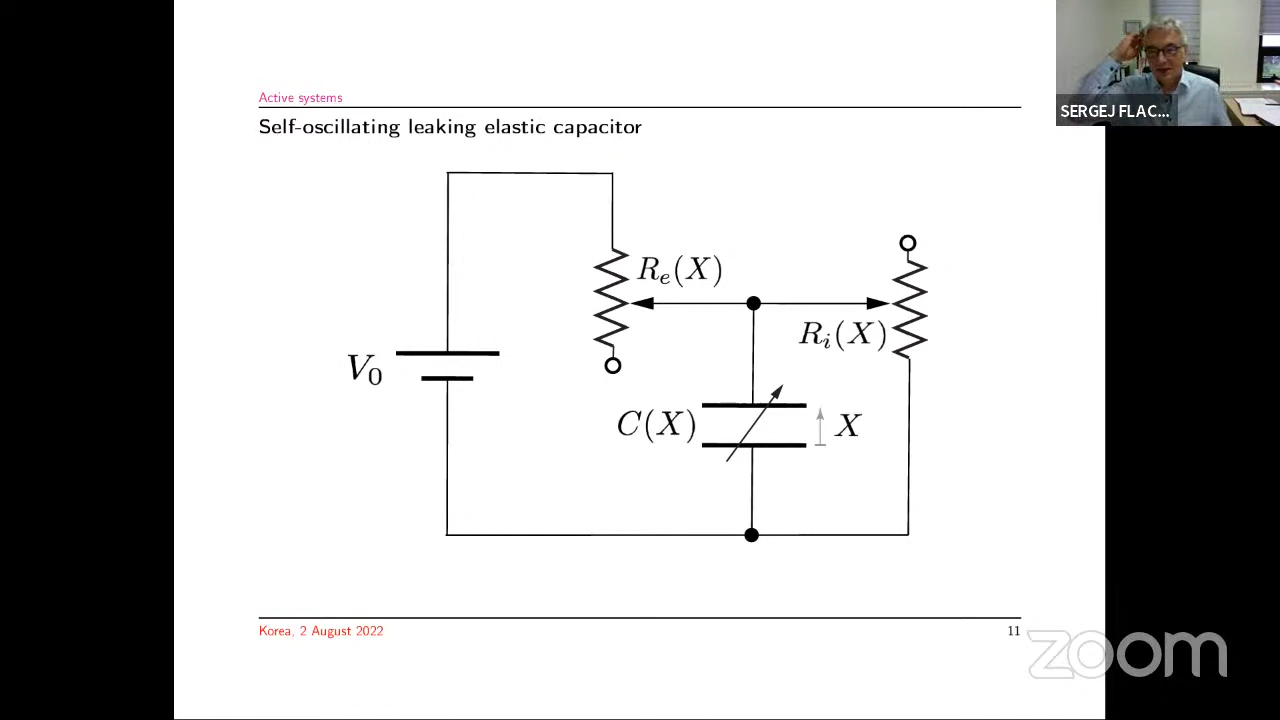 SERGEJ FLAC...
Active systems
Self-oscillating leaking elastic capacitor
R_e(X)
R_i(X)
V_0
C(X)
X
Korea, 2 August 2022
11
zoom